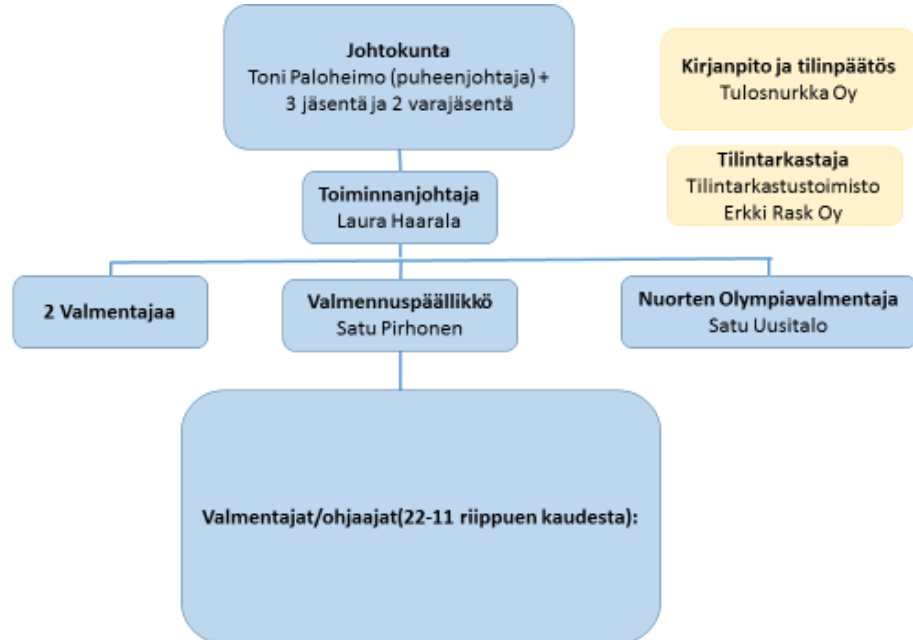 Johtokunta
Toni Paloheimo (puheenjohtaja) +
3 jäsentä ja 2 varajäsentä
Kirjanpito ja tilinpäätös
Tulosnurkka Oy
Tilintarkastaja
Tilintarkastustoimisto
Erkki Rask Oy
Toiminnanjohtaja
Laura Haarala
2 Valmentajaa
Valmennuspäällikkö
Satu Pirhonen
Nuorten Olympiavalmentaja
Satu Uusitalo
Valmentajat/ohjaajat(22-11 riippuen kaudesta):